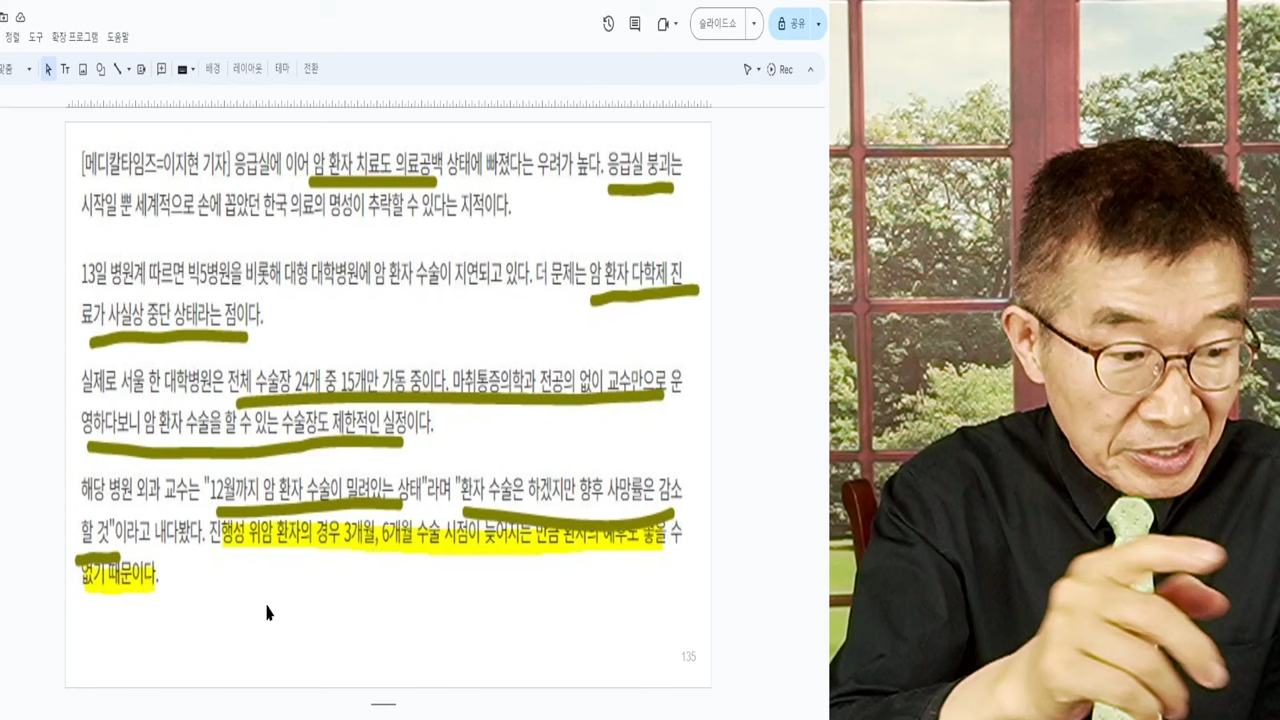 슬라이드쇼
공유
정렬 도구 확장 프로그램 도움말
맞춤
Tт
배경 레이아웃 테마 전환
Rec
[메디칼타임즈=이지현 기자] 응급실에 이어 암 환자 치료도 의료공백 상태에 빠졌다는 우려가 높다. 응급실 붕괴는
시작일 뿐 세계적으로 손에 꼽았던 한국 의료의 명성이 추락할 수 있다는 지적이다.
13일 병원계 따르면 빅5병원을 비롯해 대형 대학병원에 암 환자 수술이 지연되고 있다. 더 문제는 암 환자 다학제 진
료가 사실상 중단 상태라는 점이다.
실제로 서울 한 대학병원은 전체 수술장 24개 중 15개만 가동 중이다. 마취통증의학과 전공의 없이 교수만으로 운
영하다보니 암 환자 수술을 할 수 있는 수술장도 제한적인 실정이다.
해당 병원 외과 교수는 "12월까지 암 환자 수술이 밀려있는 상태"라며 "환자 수술은 하겠지만 향후 사망률은 감소
할 것"이라고 내다봤다. 진행성 위암 환자의 경우 3개월, 6개월 수술 시점이 늦어지는 만큼 환자의 예후도 좋을 수
없기 때문이다.
135